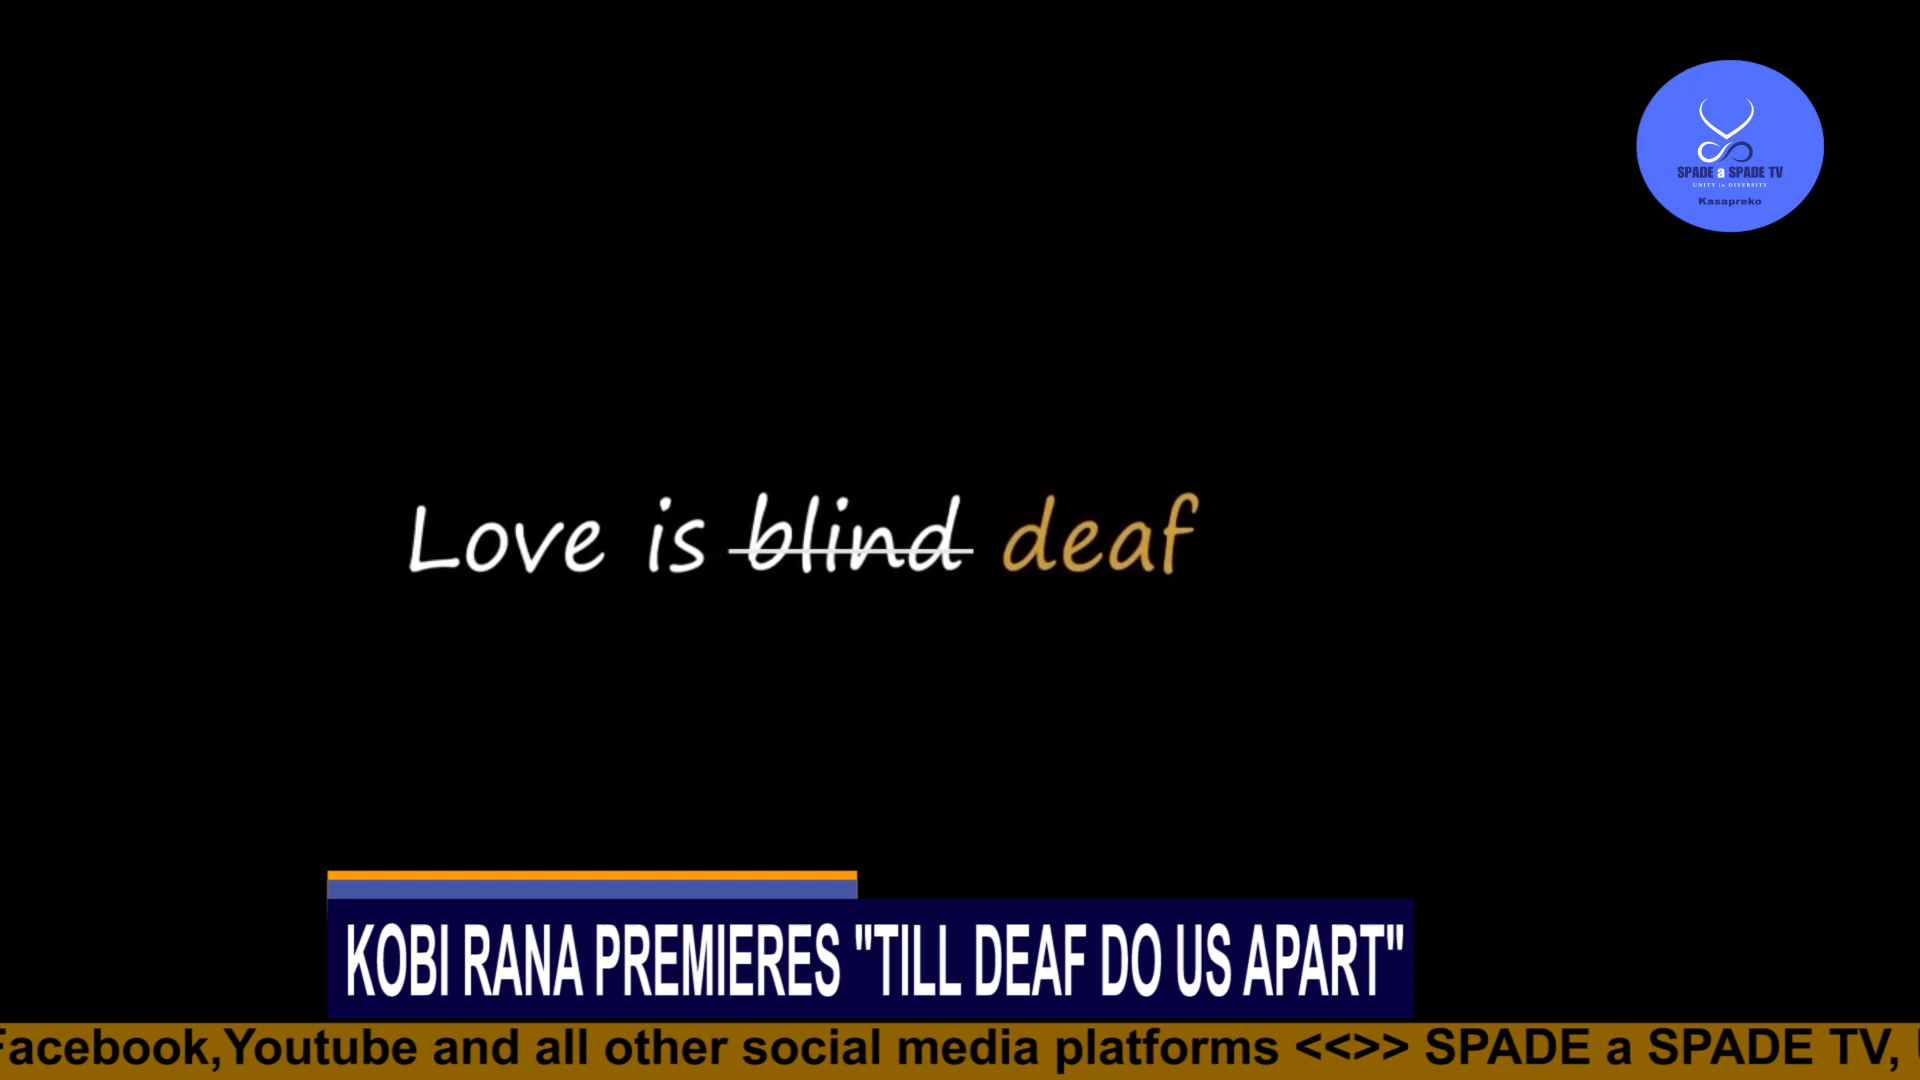 SPADE a SPADE TV
UNITY in DIVERSITY
Kasapreko
Love is blind deaf
KOBI RANA PREMIERES "TILL DEAF DO US APART"
Facebook,Youtube and all other social media platforms <<>> SPADE a SPADE TV,